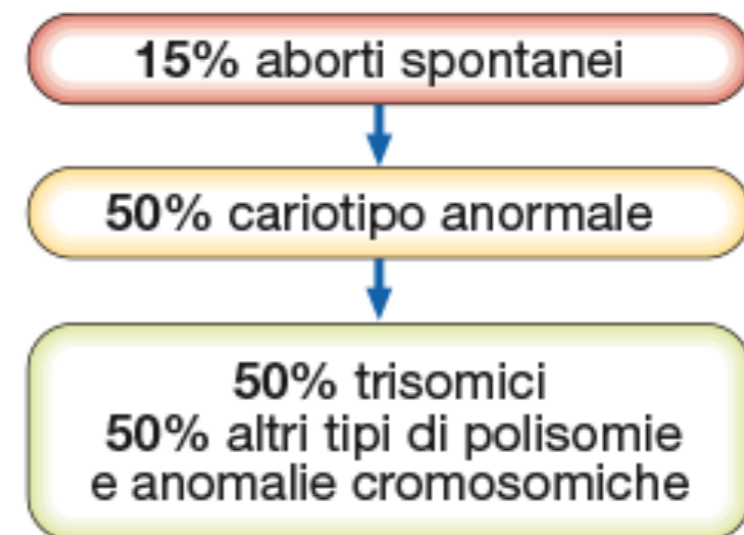 15% aborti spontanei
50% cariotipo anormale
50% trisomici
50% altri tipi di polisomie
e anomalie cromosomiche